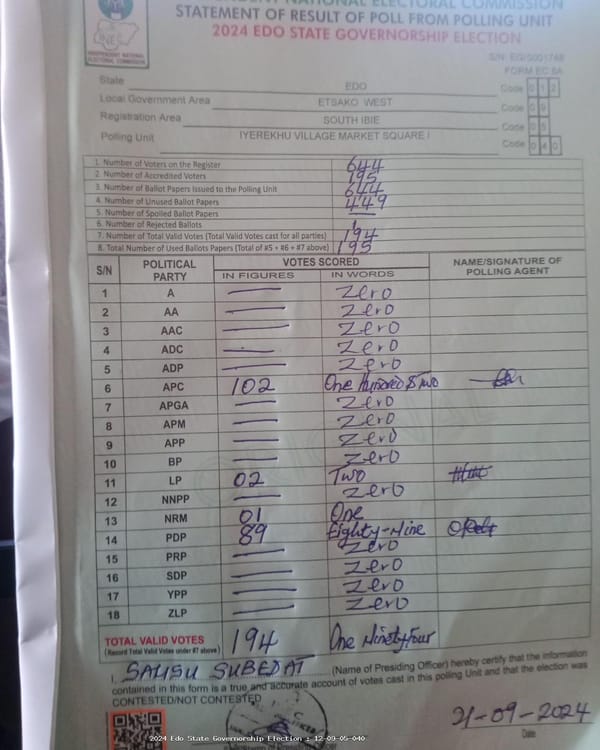 INDEPENDENT NATIONAL ELECTORAL COMMISSION
STATEMENT OF RESULT OF POLL FROM POLLING UNIT
2024 EDO STATE GOVERNORSHIP ELECTION
INEC
INDEPENDENT NATIONAL ELECTORAL COMMISSION
FORM EC 8A
State EDO Code 0 1 2
Local Government Area ETSAKO WEST Code 0 9
Registration Area SOUTH IBIE Code 0 5
Polling Unit IYEREKHU VILLAGE MARKET SQUARE I Code 0 4 0
1. Number of Voters on the Register 644
2. Number of Accredited Voters 195
3. Number of Ballot Papers Issued to the Polling Unit 644
4. Number of Unused Ballot Papers 449
5. Number of Spoiled Ballot Papers —
6. Number of Rejected Ballots 1
7. Number of Total Valid Votes (Total Valid Votes cast for all parties) 194
8. Total Number of Used Ballots Papers (Total of #5 + #6 + #7 above) 195
S/N POLITICAL PARTY VOTES SCORED NAME/SIGNATURE OF POLLING AGENT
IN FIGURES IN WORDS
1 A — Zero
2 AA — Zero
3 AAC — Zero
4 ADC — Zero
5 ADP — Zero
6 APC 102 One Hundred & Two
7 APGA — Zero
8 APM — Zero
9 APP — Zero
10 BP — Zero
11 LP 02 Two
12 NNPP — Zero
13 NRM 01 One
14 PDP 89 Eighty-Nine
15 PRP — Zero
16 SDP — Zero
17 YPP — Zero
18 ZLP — Zero
TOTAL VALID VOTES 194 One Ninetyfour
(Record Total Valid Votes under #7 above)
I, SALISU SUBEDAT (Name of Presiding Officer) hereby certify that the information
contained in this form is a true and accurate account of votes cast in this polling Unit and that the election was
CONTESTED/NOT CONTESTED
21-09-2024
Date
2024 Edo State Governorship Election : 12-09-05-040